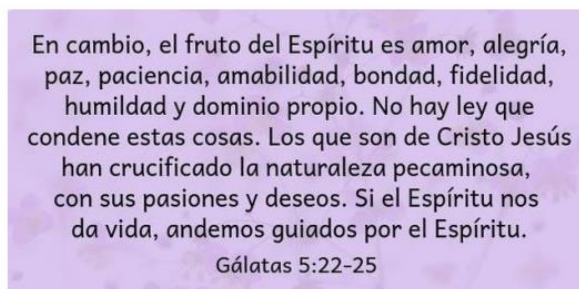 En cambio, el fruto del Espíritu es amor, alegría,
paz, paciencia, amabilidad, bondad, fidelidad,
humildad y dominio propio. No hay ley que
condene estas cosas. Los que son de Cristo Jesús
han crucificado la naturaleza pecaminosa,
con sus pasiones y deseos. Si el Espíritu nos
da vida, andemos guiados por el Espíritu.
Gálatas 5:22-25